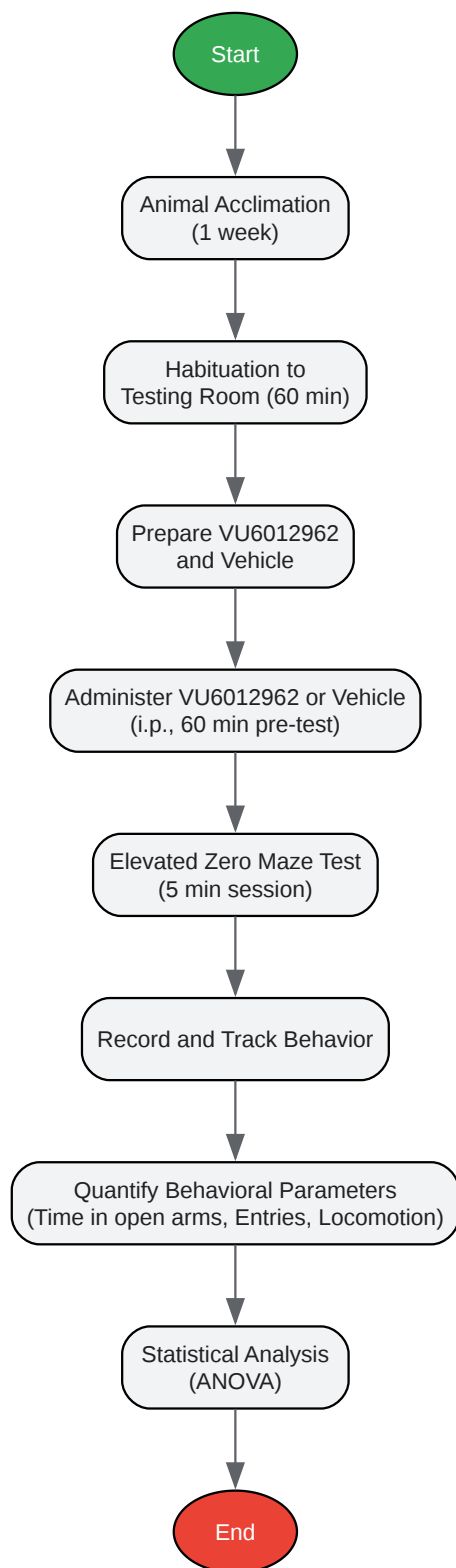 Start
Animal Acclimation
(1 week)
Habituation to
Testing Room (60 min)
Prepare VU6012962
and Vehicle
Administer VU6012962 or Vehicle
(i.p., 60 min pre-test)
Elevated Zero Maze Test
(5 min session)
Record and Track Behavior
Quantify Behavioral Parameters
(Time in open arms, Entries, Locomotion)
Statistical Analysis
(ANOVA)
End